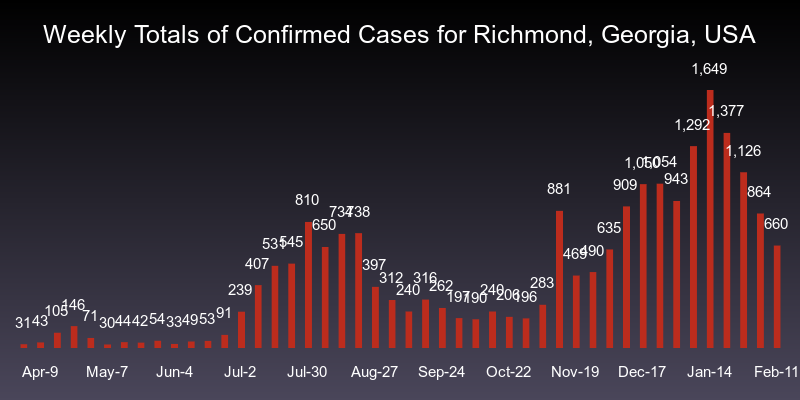 Weekly Totals of Confirmed Cases for Richmond, Georgia, USA
31 43 105 146 71 30 44 42 54 33 49 53 91 239 407 531 545 810 650 737 738 397 312 240 316 262 197 190 240 206 196 283 881 469 490 635 909 1,050 1,054 943 1,292 1,649 1,377 1,126 864 660
Apr-9 May-7 Jun-4 Jul-2 Jul-30 Aug-27 Sep-24 Oct-22 Nov-19 Dec-17 Jan-14 Feb-11